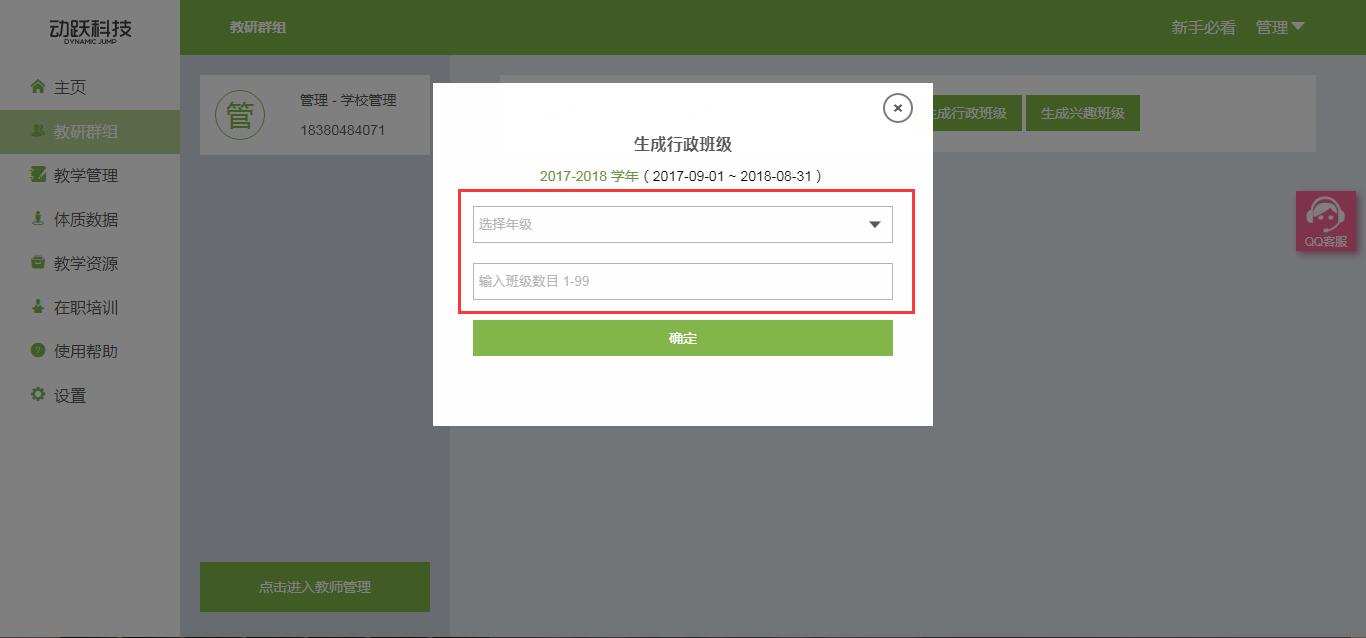 动跃科技
DYNAMIC JUMP
教研群组
新手必看
管理
主页
教研群组
教学管理
体质数据
教学资源
在职培训
使用帮助
设置
管
管理 - 学校管理
18380484071
点击进入教师管理
生成行政班级
生成兴趣班级
生成行政班级
2017-2018 学年 ( 2017-09-01 ~ 2018-08-31 )
选择年级
输入班级数目 1-99
确定
QQ客服